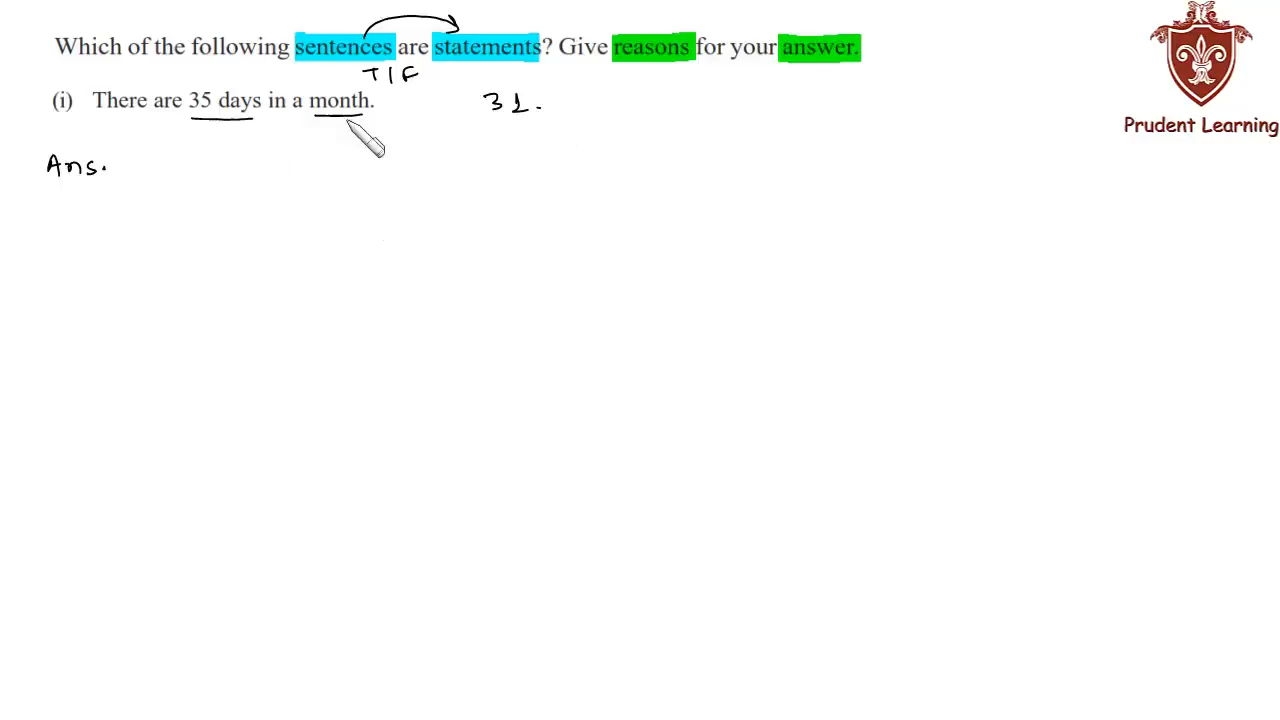 Which of the following sentences are statements? Give reasons for your answer.
T/F
(i) There are 35 days in a month.
31.
Ans.
Prudent Learning